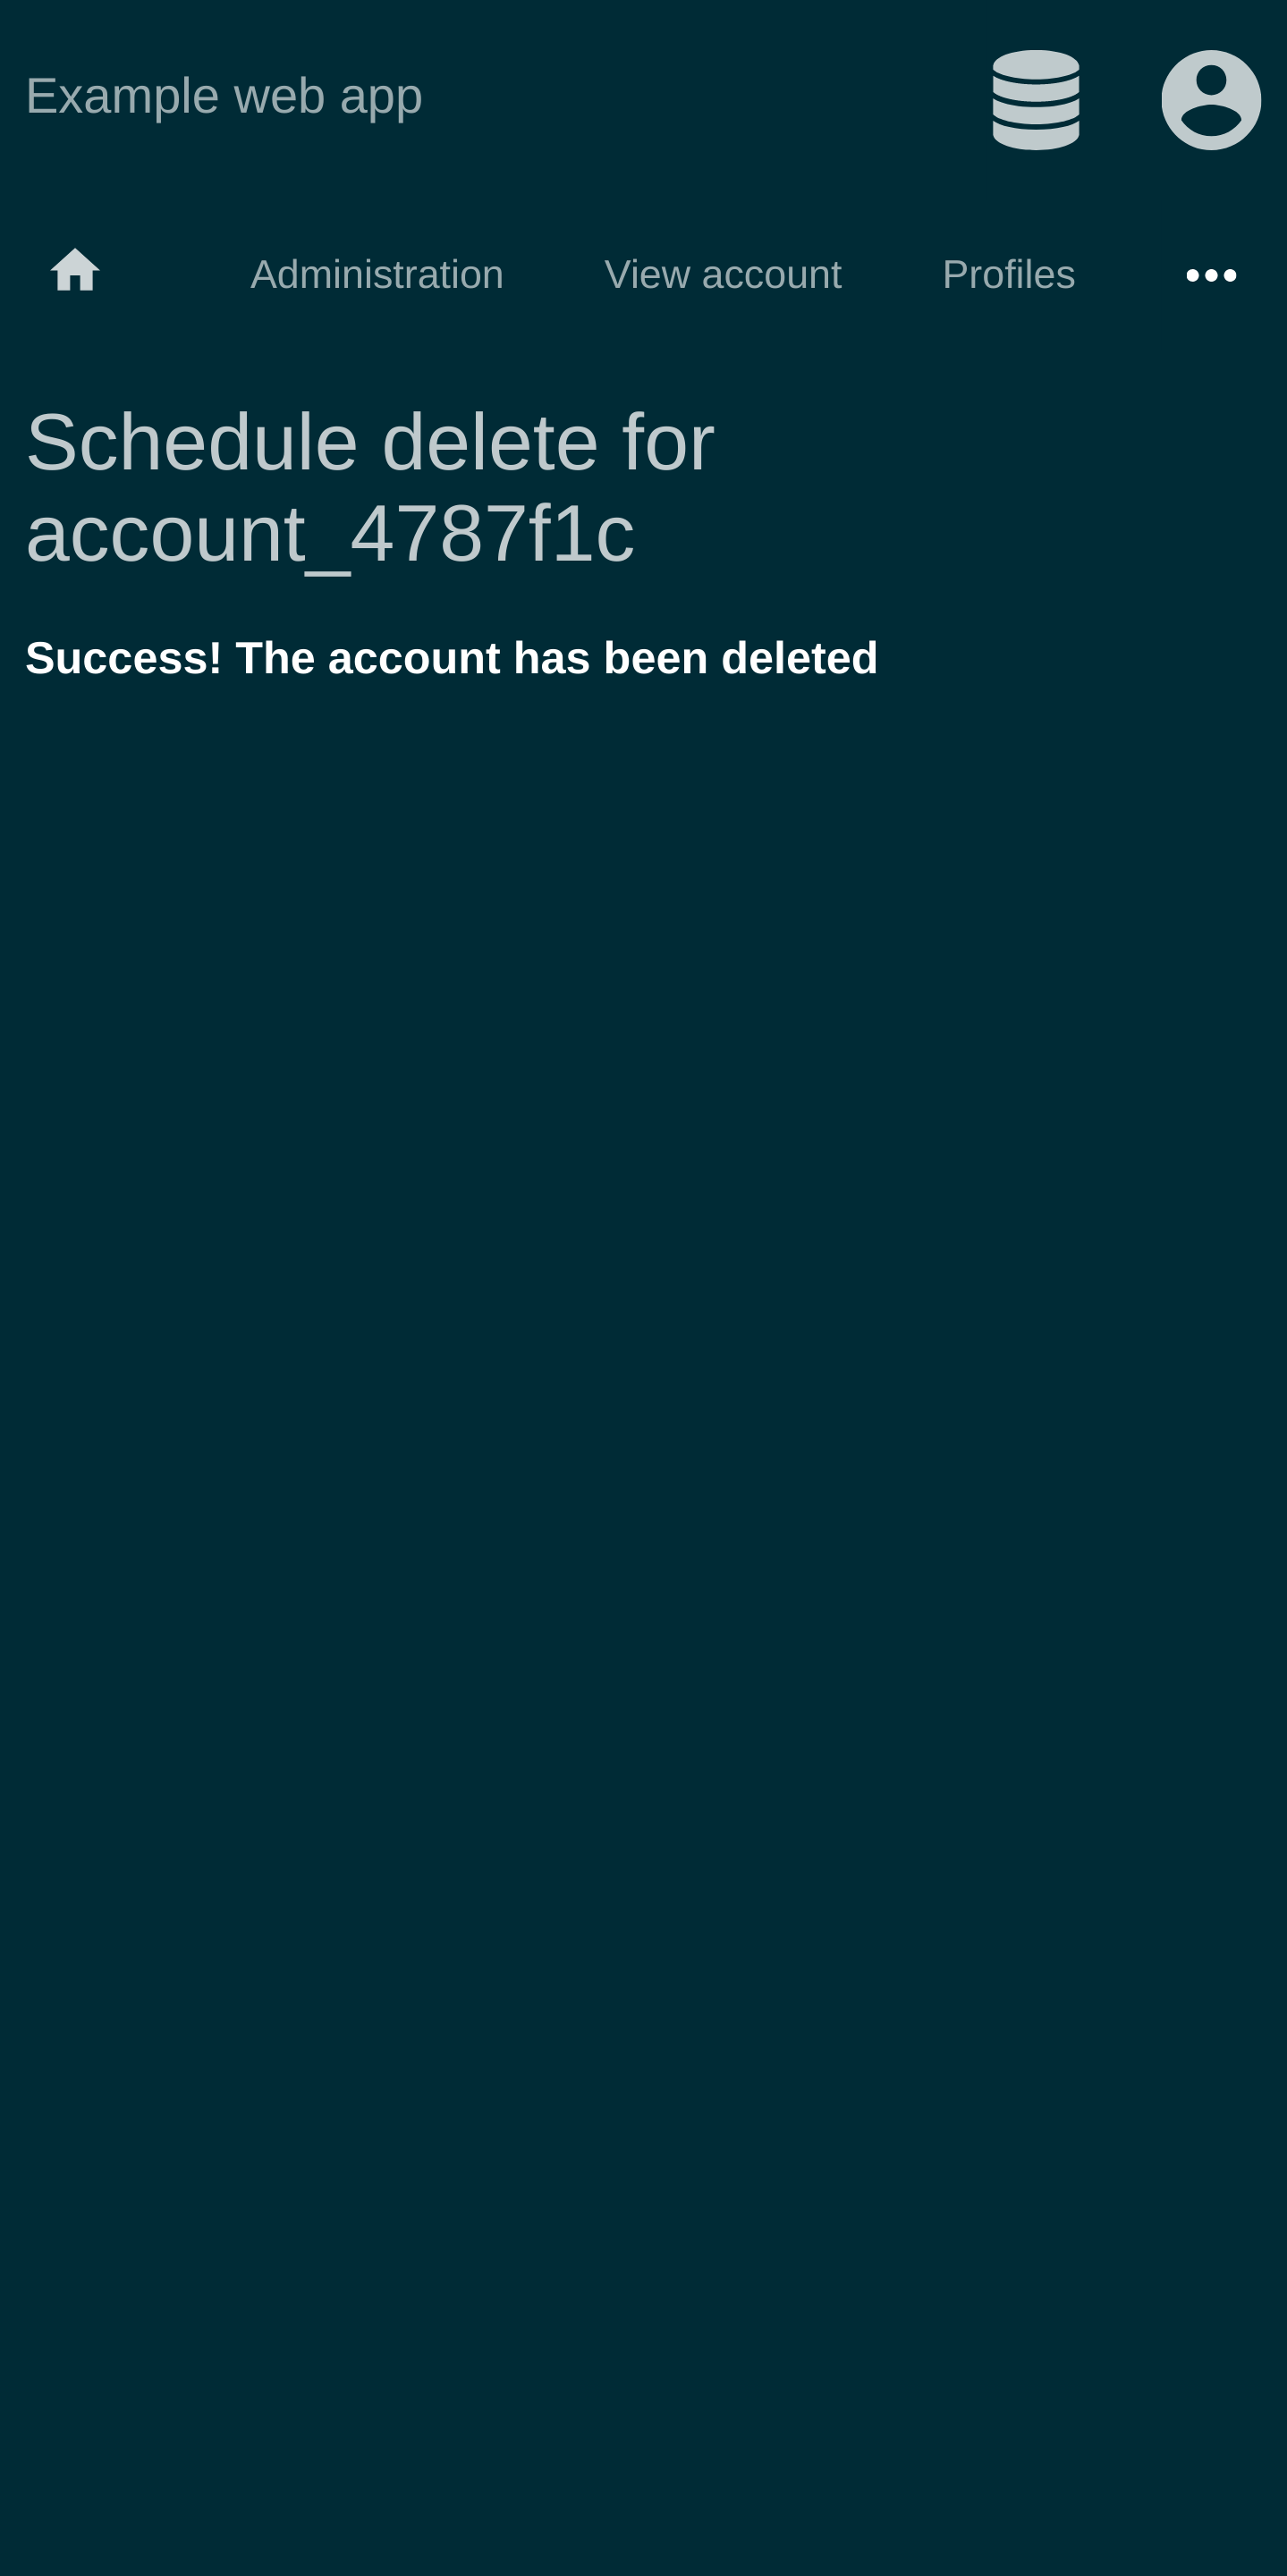 Example web app
Administration View account Profiles
Schedule delete for
account_4787f1c
Success! The account has been deleted